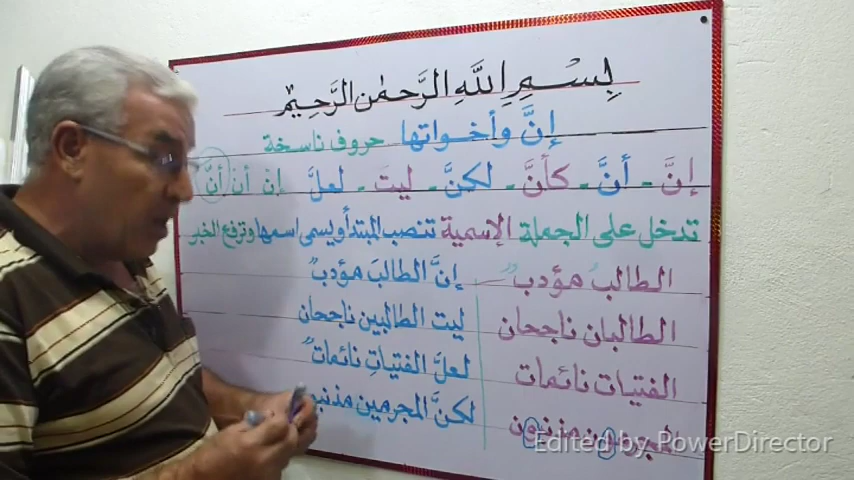 بِسْمِ اللَّهِ الرَّحمٰنِ الرَّحِيمْ
إنَّ وأخواتها حروف ناسخة
إنَّ - أنَّ - كأنَّ - لكنَّ - ليتَ - لعلَّ إنْ أنْ أنَّ
تدخل على الجملة الإسمية تنصب المبتدأ ويسمى اسمها وترفع الخبر
الطالبُ مؤدبٌ إنَّ الطالبَ مؤدبٌ
الطالبان ناجحان ليت الطالبين ناجحان
الفتيات نائمات لعلَّ الفتياتِ نائماتٌ
المجرمون مذنبون لكنَّ المجرمين
Edited by PowerDirector